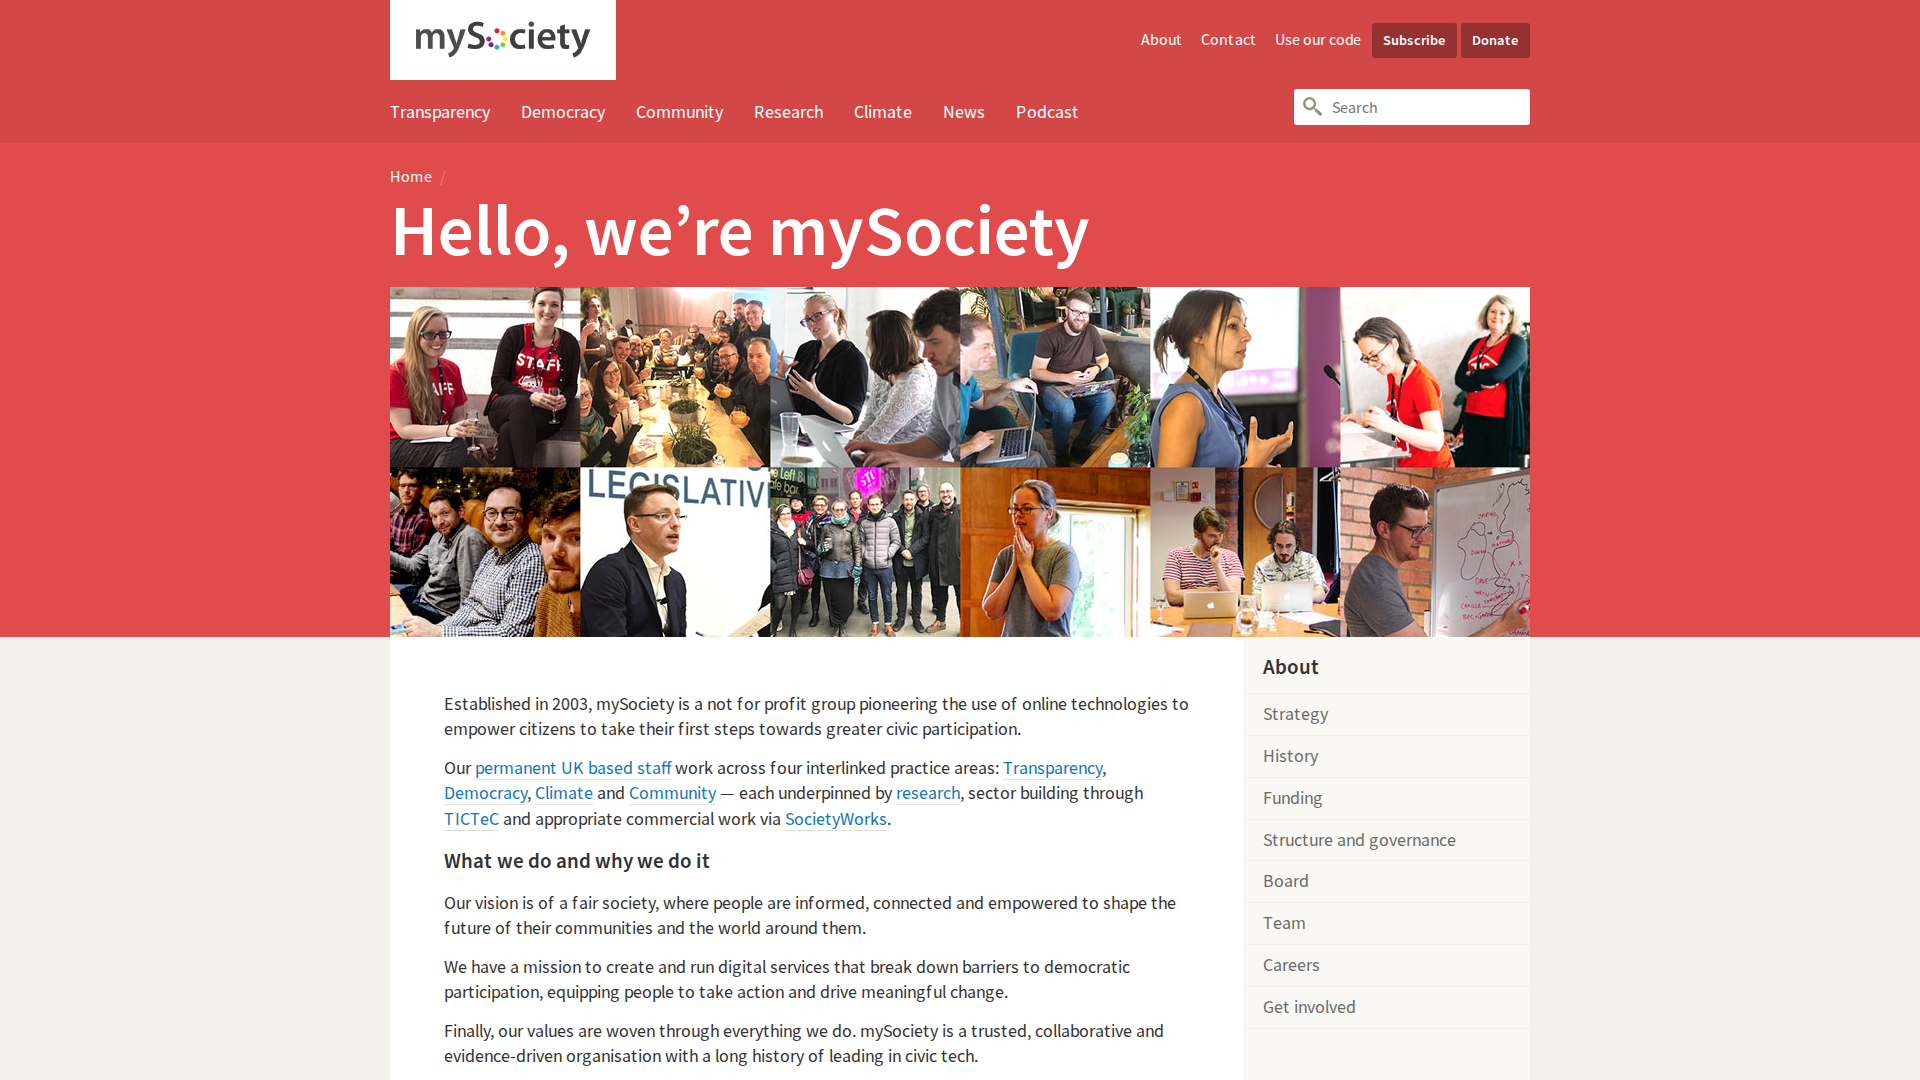 mySociety
About Contact Use our code Subscribe Donate
Transparency Democracy Community Research Climate News Podcast
Search
Home /
Hello, we’re mySociety
STAFF
LEGISLATIV
Established in 2003, mySociety is a not for profit group pioneering the use of online technologies to
empower citizens to take their first steps towards greater civic participation.
Our permanent UK based staff work across four interlinked practice areas: Transparency,
Democracy, Climate and Community — each underpinned by research, sector building through
TICTeC and appropriate commercial work via SocietyWorks.
What we do and why we do it
Our vision is of a fair society, where people are informed, connected and empowered to shape the
future of their communities and the world around them.
We have a mission to create and run digital services that break down barriers to democratic
participation, equipping people to take action and drive meaningful change.
Finally, our values are woven through everything we do. mySociety is a trusted, collaborative and
evidence-driven organisation with a long history of leading in civic tech.
About
Strategy
History
Funding
Structure and governance
Board
Team
Careers
Get involved